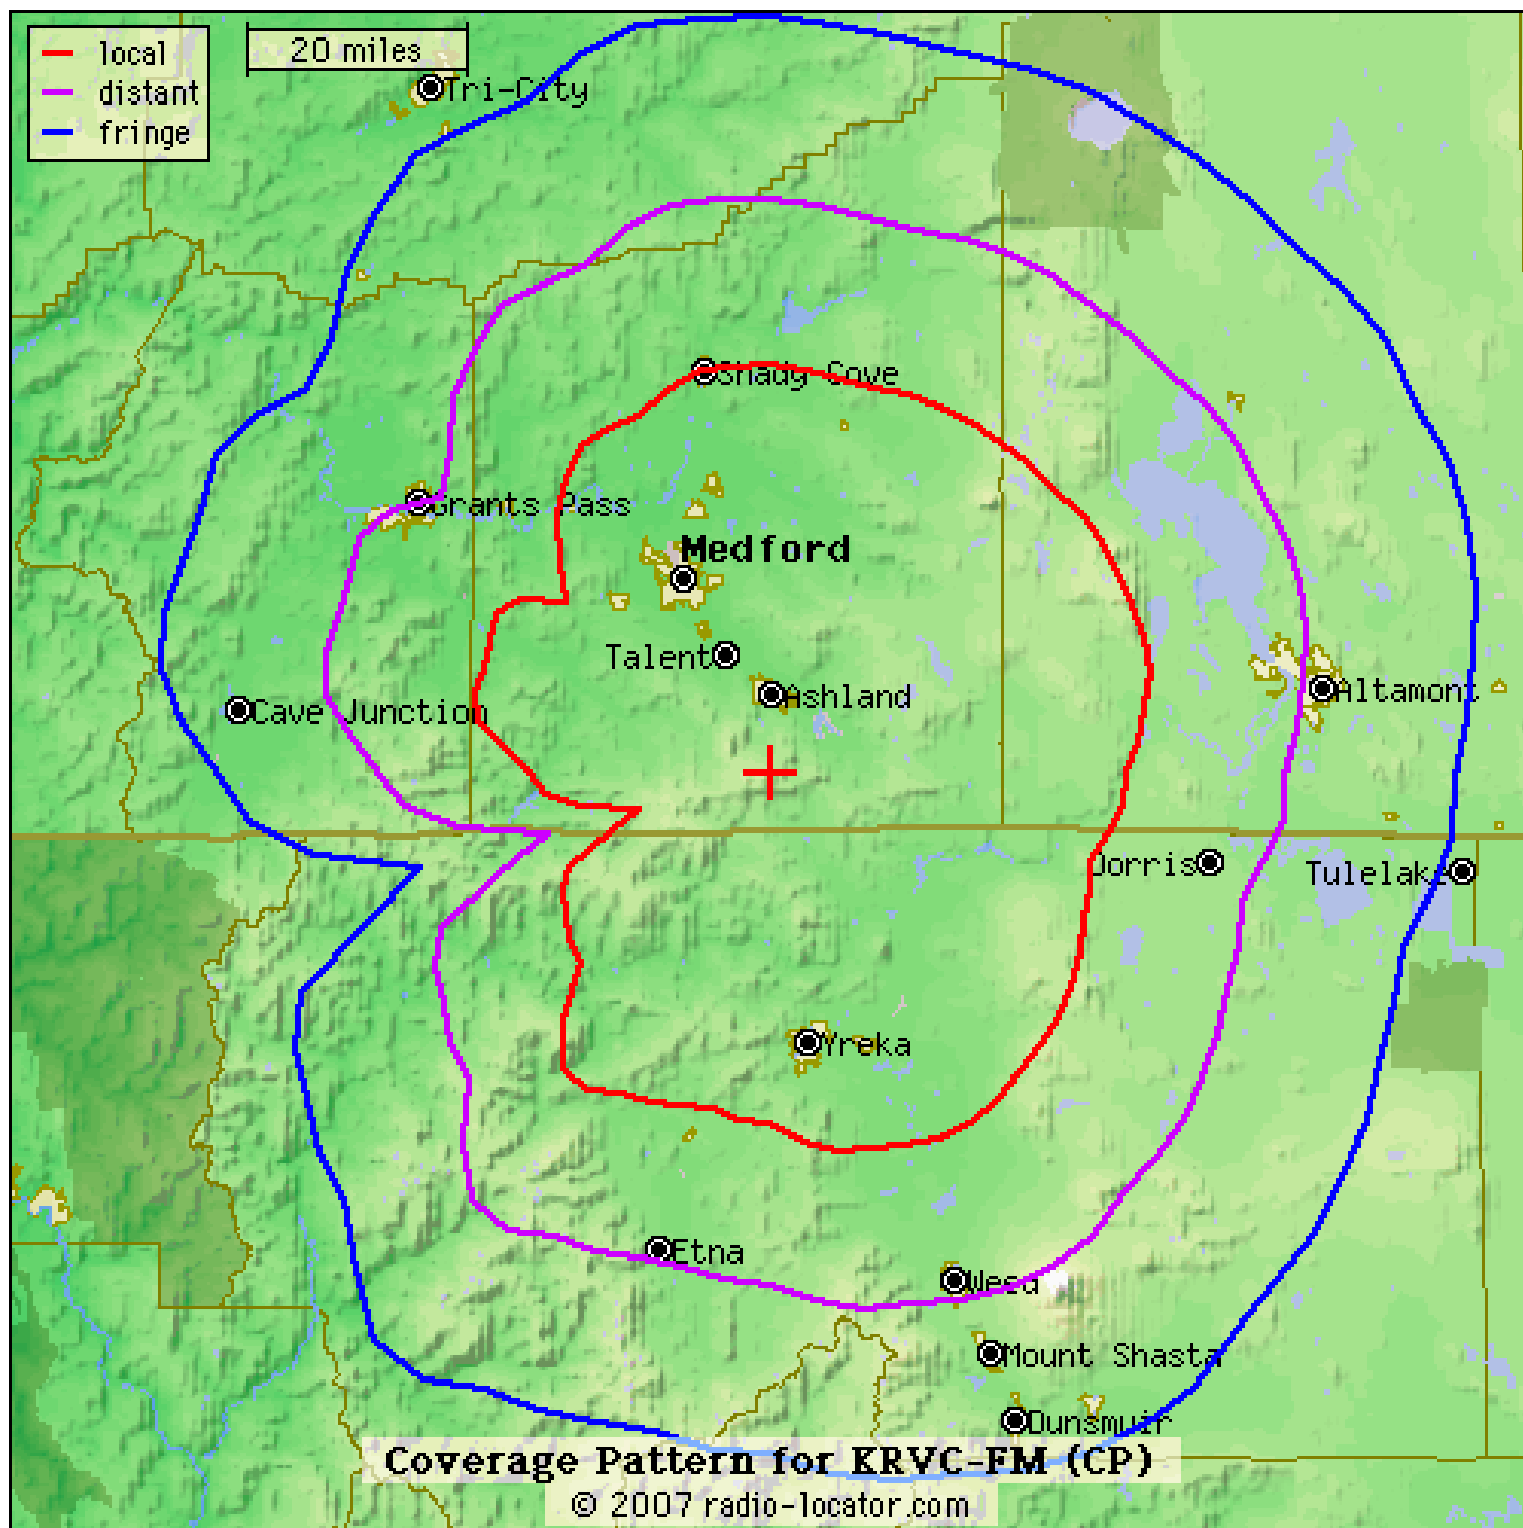 local
distant
fringe
20 miles
Tri-City
Shady Cove
Grants Pass
Medford
Talent
Ashland
Altamont
Cave Junction
Dorris
Tulelake
Yreka
Etna
Weed
Mount Shasta
Dunsmuir
Coverage Pattern for KRVC-FM (CP)
© 2007 radio-locator.com